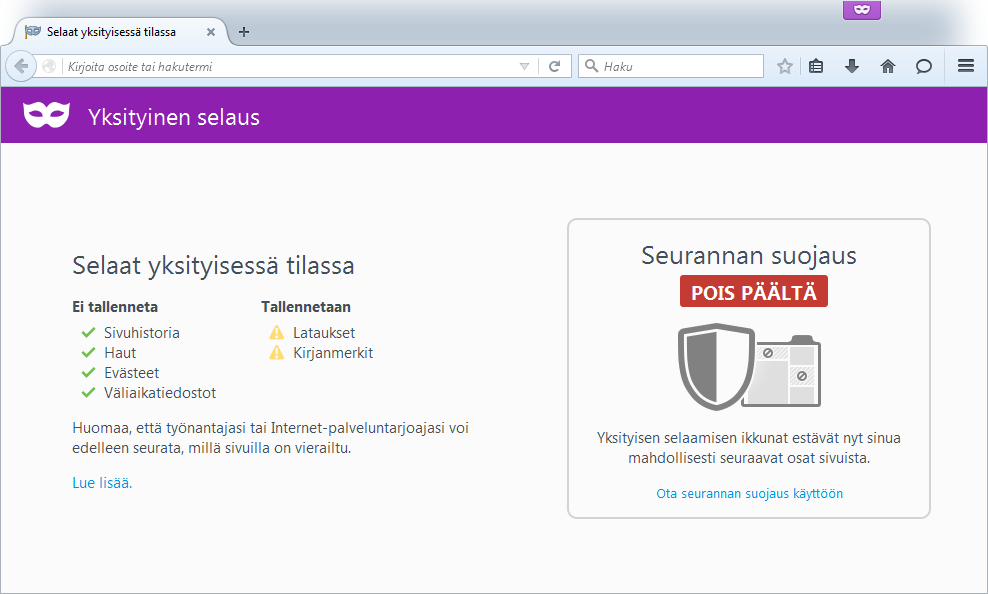 Selaat yksityisessä tilassa
Kirjoita osoite tai hakutermi
Haku
Yksityinen selaus
Selaat yksityisessä tilassa
Ei tallenneta
Sivuhistoria
Haut
Evästeet
Väliaikatiedostot
Tallennetaan
Lataukset
Kirjanmerkit
Huomaa, että työnantajasi tai Internet-palveluntarjoajasi voi
edelleen seurata, millä sivuilla on vierailtu.
Lue lisää.
Seurannan suojaus
POIS PÄÄLTÄ
Yksityisen selaamisen ikkunat estävät nyt sinua
mahdollisesti seuraavat osat sivuista.
Ota seurannan suojaus käyttöön